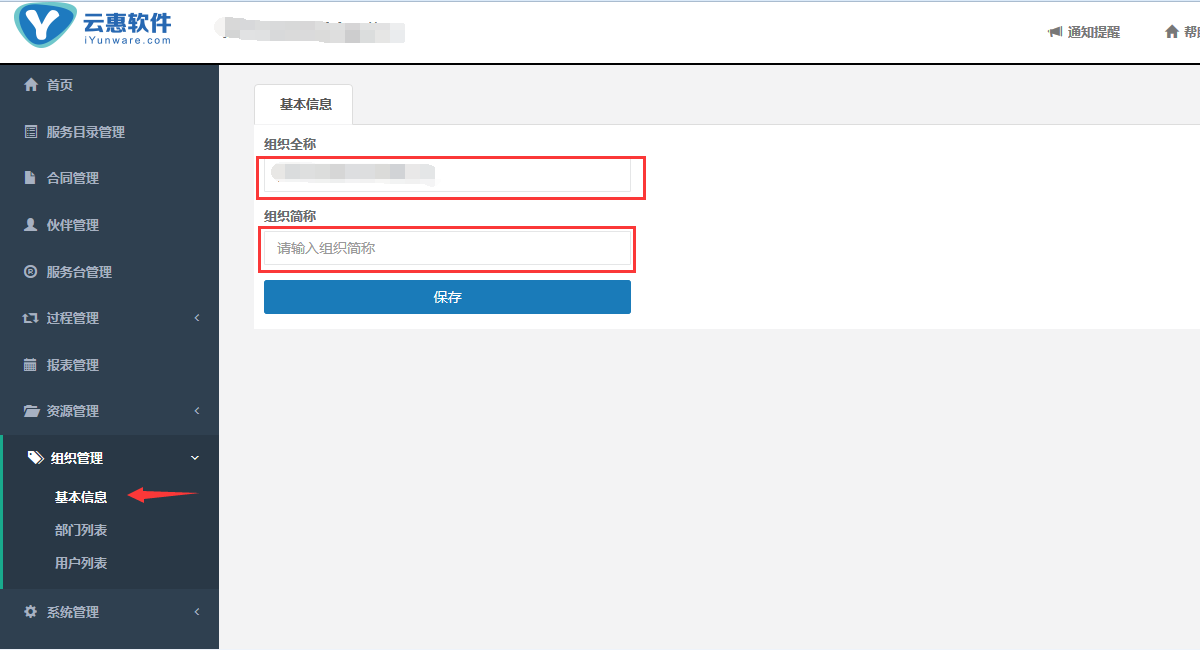 云惠软件
iYunware.com
通知提醒
首页
服务目录管理
合同管理
伙伴管理
服务台管理
过程管理
报表管理
资源管理
组织管理
基本信息
部门列表
用户列表
系统管理
基本信息
组织全称
组织简称
请输入组织简称
保存